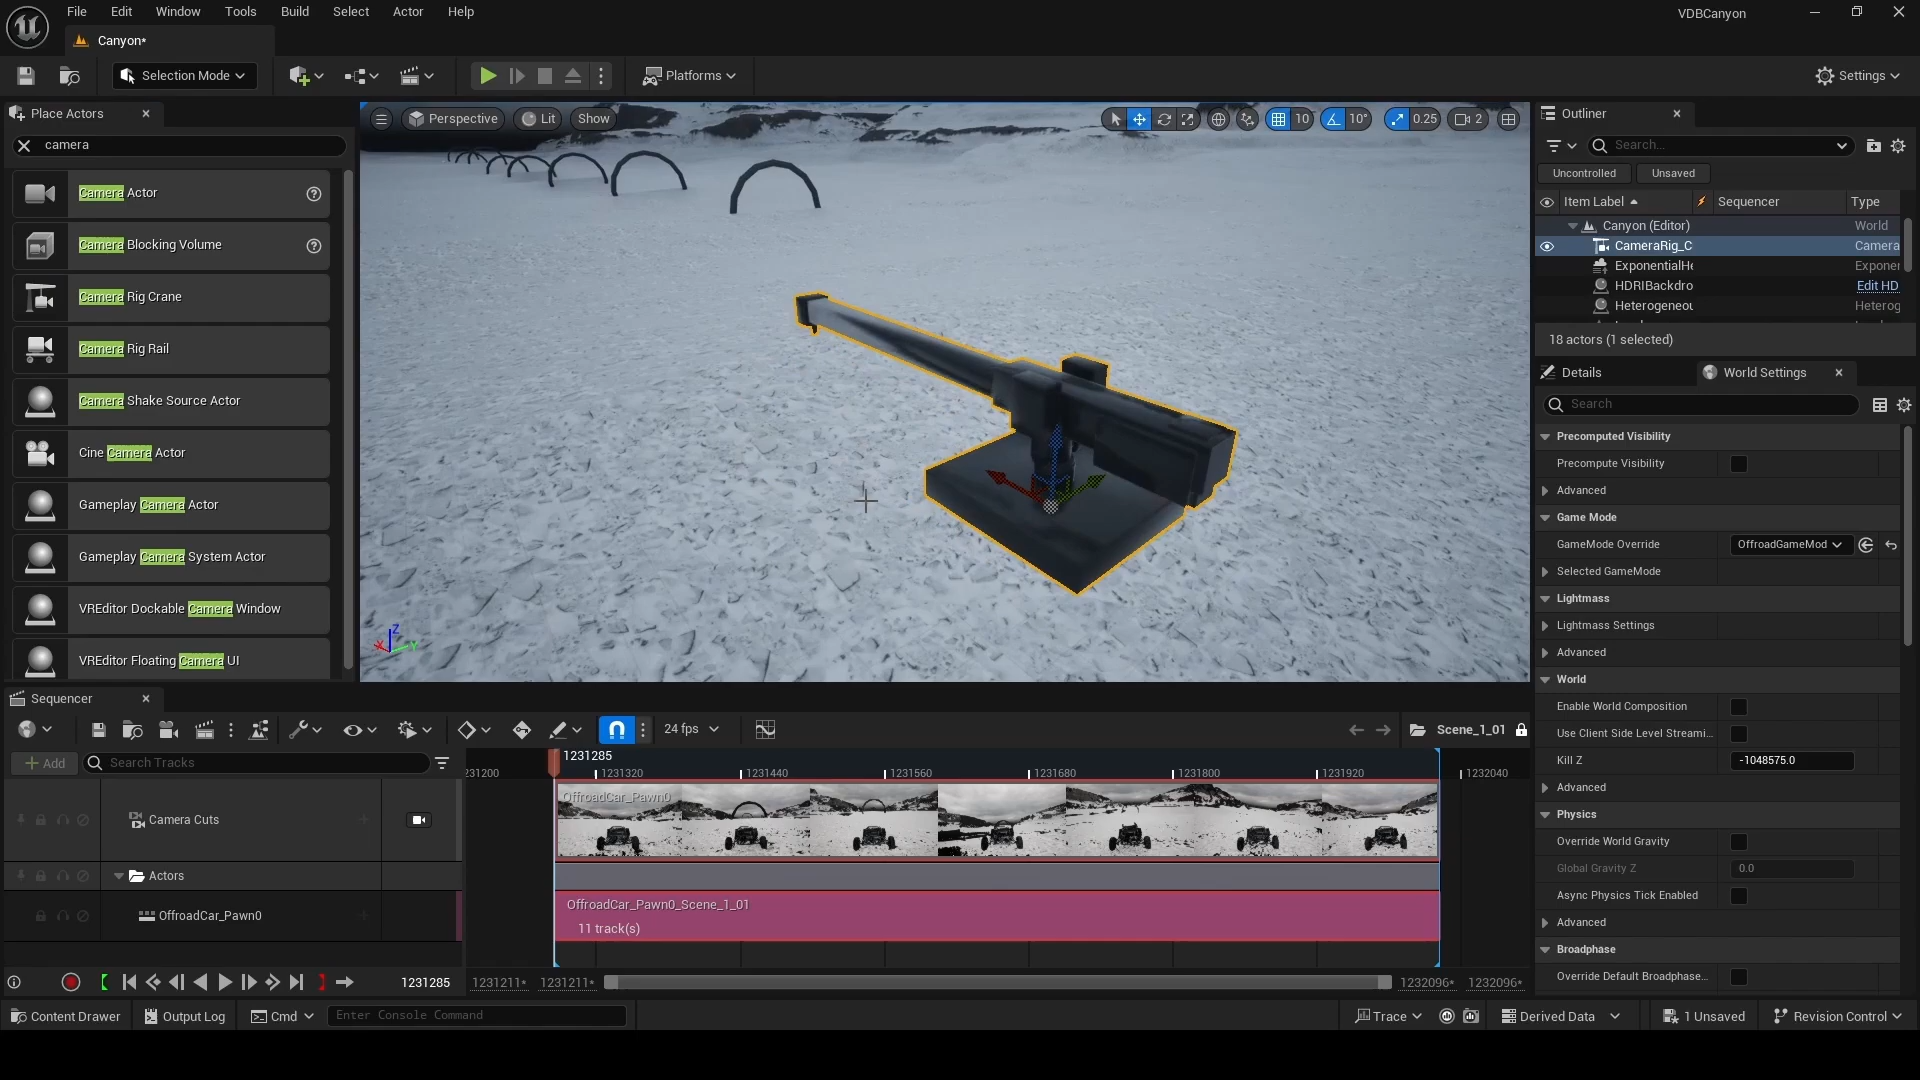 File Edit Window Tools Build Select Actor Help
VDBCanyon
Canyon*
Selection Mode
Platforms
Settings
Place Actors
camera
Camera Actor
Camera Blocking Volume
Camera Rig Crane
Camera Rig Rail
Camera Shake Source Actor
Cine Camera Actor
Gameplay Camera Actor
Gameplay Camera System Actor
VREditor Dockable Camera Window
VREditor Floating Camera UI
Perspective Lit Show
10 10° 0.25 2
Z
X Y
Outliner
Search...
Uncontrolled Unsaved
Item Label Sequencer Type
Canyon (Editor) World
CameraRig_C Camera
ExponentialHe Exponer
HDRIBackdro Edit HD
Heterogeneou Heterog
18 actors (1 selected)
Details World Settings
Search
Precomputed Visibility
Precompute Visibility
Advanced
Game Mode
GameMode Override OffroadGameMod
Selected GameMode
Lightmass
Lightmass Settings
Advanced
World
Enable World Composition
Use Client Side Level Streami...
Kill Z -1048575.0
Advanced
Physics
Override World Gravity
Global Gravity Z 0.0
Async Physics Tick Enabled
Advanced
Broadphase
Override Default Broadphase...
Sequencer
24 fps
Scene_1_01
Add Search Tracks
1231285
231200 1231320 1231440 1231560 1231680 1231800 1231920 1232040
Camera Cuts
OffroadCar_Pawn0
Actors
OffroadCar_Pawn0
OffroadCar_Pawn0_Scene_1_01
11 track(s)
1231285 1231211* 1231211* 1232096* 1232096*
Content Drawer Output Log Cmd Enter Console Command
Trace Derived Data 1 Unsaved Revision Control